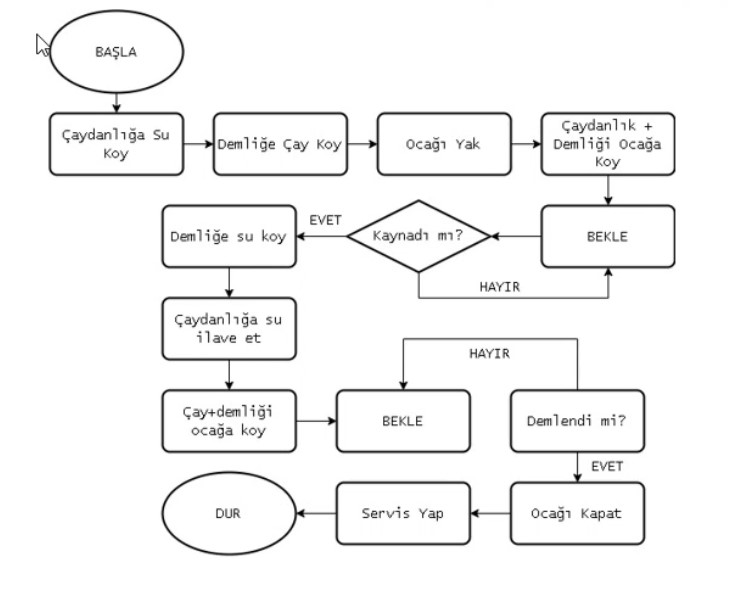 BAŞLA
Çaydanlığa Su
Koy
Demliğe Çay Koy
Ocağı Yak
Çaydanlık +
Demliği Ocağa
Koy
BEKLE
Kaynadı mı?
EVET
HAYIR
Demliğe su koy
Çaydanlığa su
ilave et
Çay+demliği
ocağa koy
BEKLE
HAYIR
Demlendi mi?
EVET
Ocağı Kapat
Servis Yap
DUR